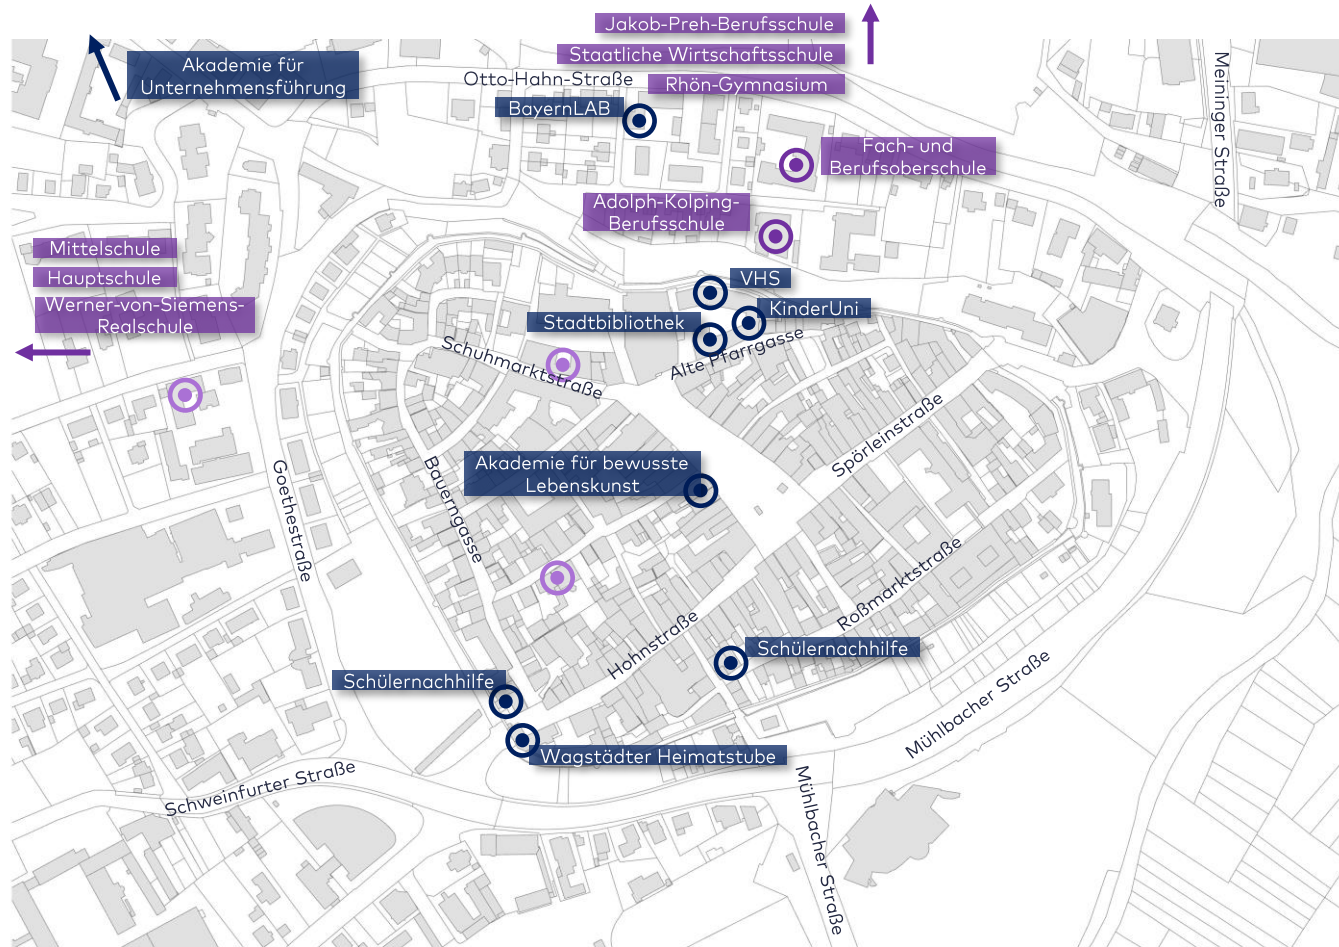 Jakob-Preh-Berufsschule
Staatliche Wirtschaftsschule
Rhön-Gymnasium
Akademie für
Unternehmensführung
Otto-Hahn-Straße
BayernLAB
Meininger Straße
Fach- und
Berufsoberschule
Adolph-Kolping-
Berufsschule
Mittelschule
Hauptschule
Werner-von-Siemens-
Realschule
VHS
KinderUni
Stadtbibliothek
Alte Pfarrgasse
Schuhmarktstraße
Spörleinstraße
Akademie für bewusste
Lebenskunst
Bauerngasse
Goethestraße
Roßmarktstraße
Hohnstraße
Schülernachhilfe
Schülernachhilfe
Mühlbacher Straße
Wagstädter Heimatstube
Schweinfurter Straße
Mühlbacher Straße